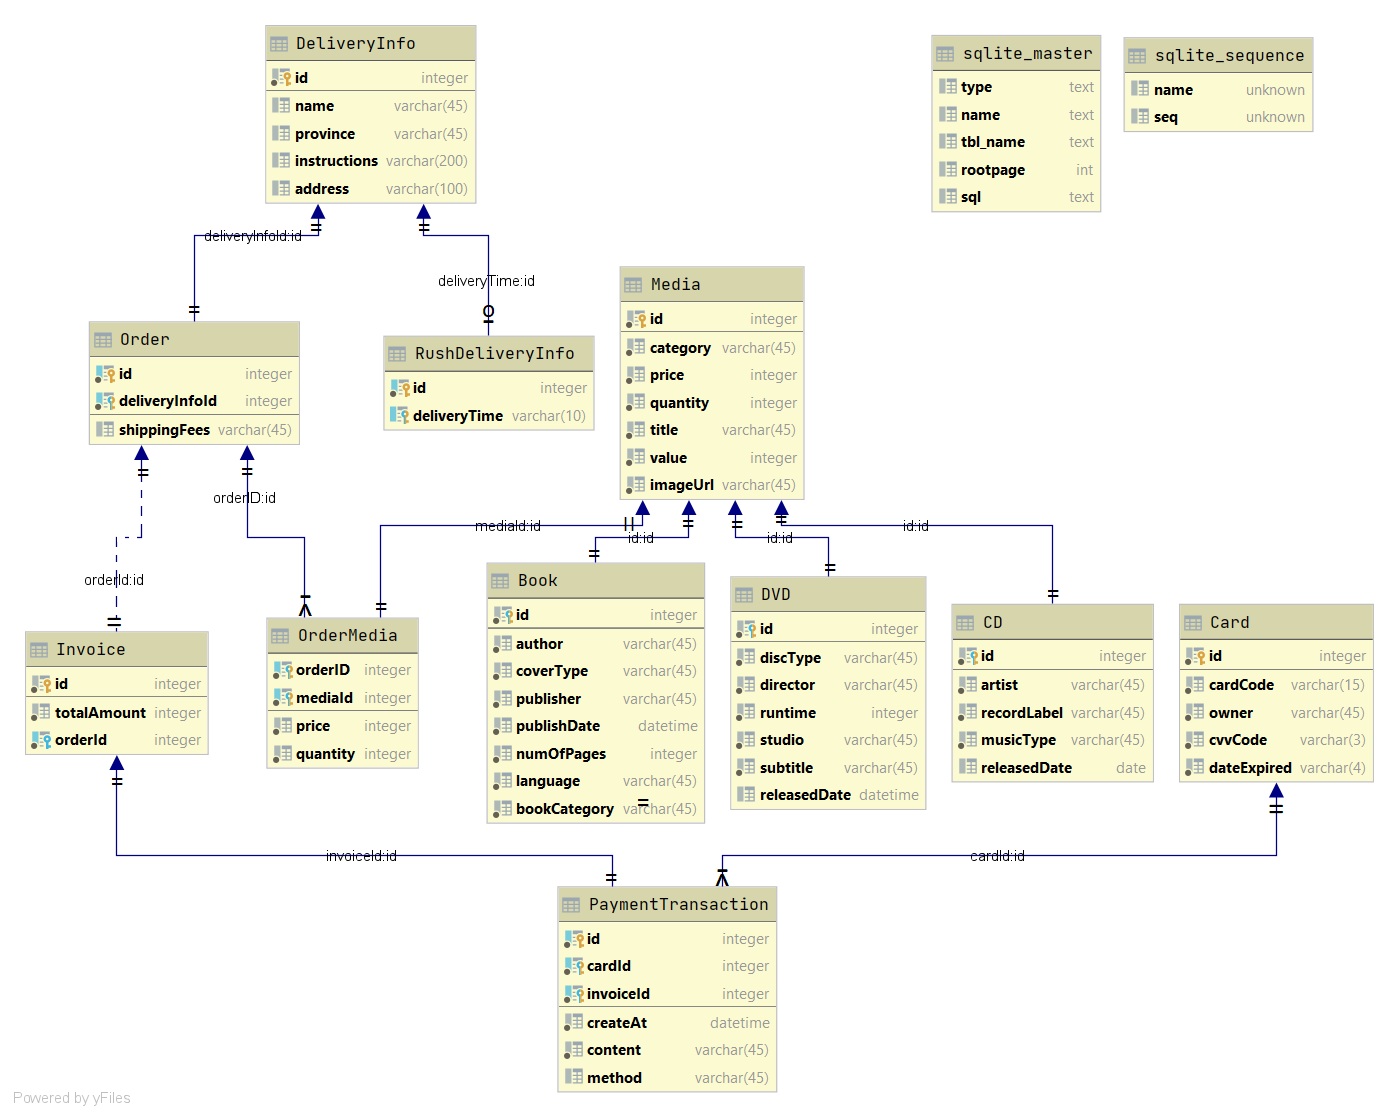 DeliveryInfo
id integer
name varchar(45)
province varchar(45)
instructions varchar(200)
address varchar(100)
sqlite_master
type text
name text
tbl_name text
rootpage int
sql text
sqlite_sequence
name unknown
seq unknown
deliveryInfoId:id
deliveryTime:id
Order
id integer
deliveryInfoId integer
shippingFees varchar(45)
RushDeliveryInfo
id integer
deliveryTime varchar(10)
Media
id integer
category varchar(45)
price integer
quantity integer
title varchar(45)
value integer
imageUrl varchar(45)
orderID:id
mediaId:id
id:id
id:id
id:id
orderId:id
Invoice
id integer
totalAmount integer
orderId integer
OrderMedia
orderID integer
mediaId integer
price integer
quantity integer
Book
id integer
author varchar(45)
coverType varchar(45)
publisher varchar(45)
publishDate datetime
numOfPages integer
language varchar(45)
bookCategory varchar(45)
DVD
id integer
discType varchar(45)
director varchar(45)
runtime integer
studio varchar(45)
subtitle varchar(45)
releasedDate datetime
CD
id integer
artist varchar(45)
recordLabel varchar(45)
musicType varchar(45)
releasedDate date
Card
id integer
cardCode varchar(15)
owner varchar(45)
cvvCode varchar(3)
dateExpired varchar(4)
invoiceId:id
cardId:id
PaymentTransaction
id integer
cardId integer
invoiceId integer
createAt datetime
content varchar(45)
method varchar(45)
Powered by yFiles